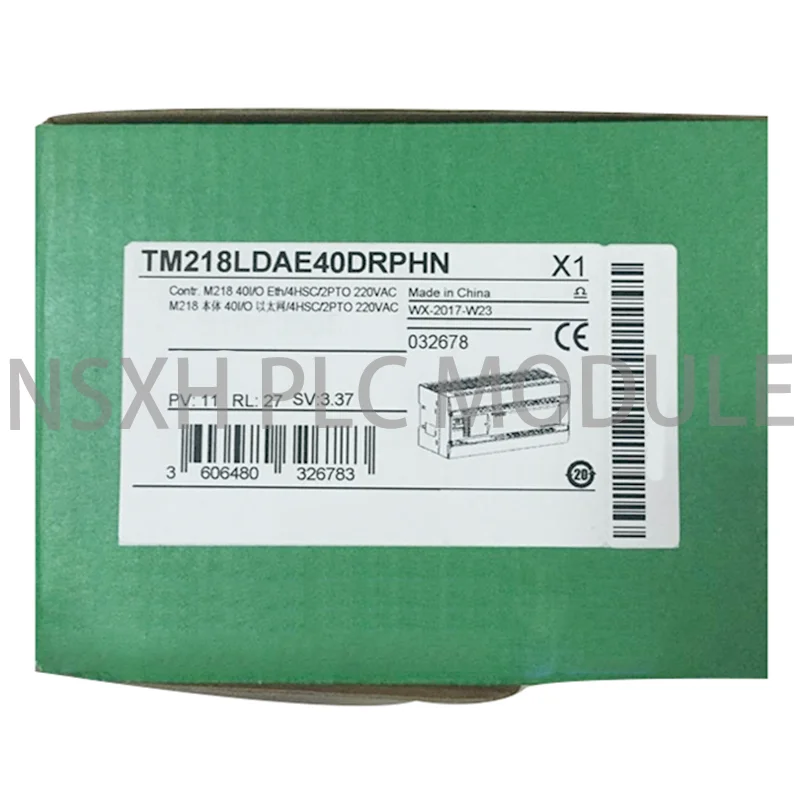 TM218LDAE40DRPHN X1
Contr. M218 40I/O Eth/4HSC/2PTO 220VAC Made in China
M218 本体 40I/O 以太网/4HSC/2PTO 220VAC WX-2017-W23
032678 CE
NSXH PLC MODULE
PV: 11 RL: 27 SV:3.37
3 606480 326783
20